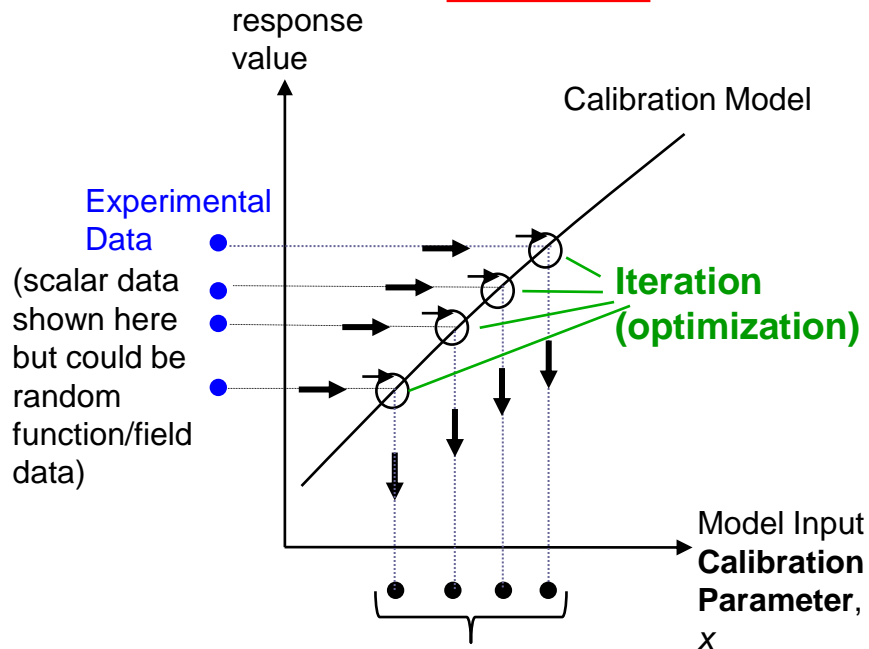 response
value
Calibration Model
Experimental
Data
(scalar data
shown here
but could be
random
function/field
data)
Iteration
(optimization)
Model Input
Calibration
Parameter,
x